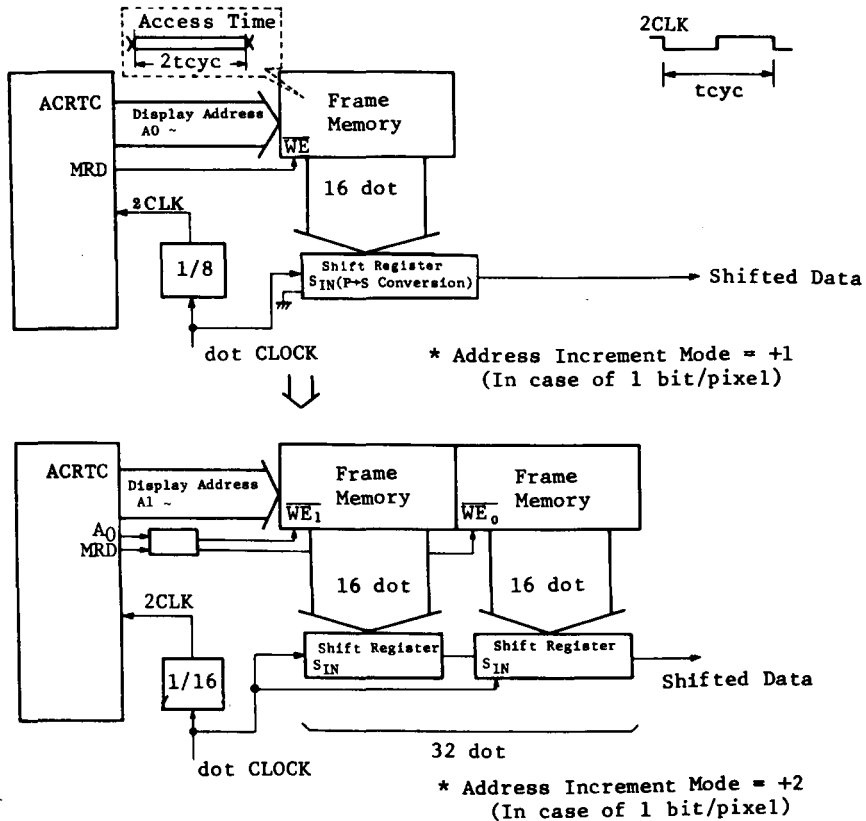 Access Time
2tcyc
2CLK
tcyc
ACRTC
Display Address
A0 ~
Frame
Memory
WE
MRD
16 dot
2CLK
1/8
Shift Register
SIN(P→S Conversion)
Shifted Data
dot CLOCK
* Address Increment Mode = +1
(In case of 1 bit/pixel)
ACRTC
Display Address
A1 ~
Frame
Memory
Frame
Memory
WE1
WE0
A0
MRD
16 dot
16 dot
2CLK
1/16
Shift Register
SIN
Shift Register
SIN
Shifted Data
32 dot
dot CLOCK
* Address Increment Mode = +2
(In case of 1 bit/pixel)